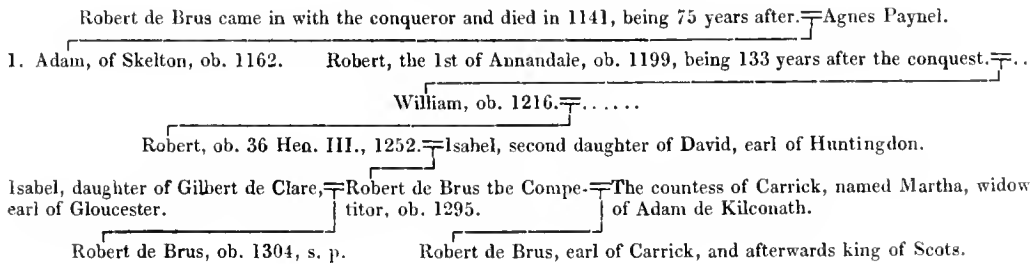 Robert de Brus came in with the conqueror and died in 1141, being 75 years after.=Agnes Paynel.
1. Adam, of Skelton, ob. 1162. Robert, the 1st of Annandale, ob. 1199, being 133 years after the conquest.=..
William, ob. 1216.=......
Robert, ob. 36 Hen. III., 1252.=Isabel, second daughter of David, earl of Huntingdon.
Isabel, daughter of Gilbert de Clare,=Robert de Brus the Compe-=The countess of Carrick, named Martha, widow
earl of Gloucester. titor, ob. 1295. of Adam de Kilconath.
Robert de Brus, ob. 1304, s. p. Robert de Brus, earl of Carrick, and afterwards king of Scots.